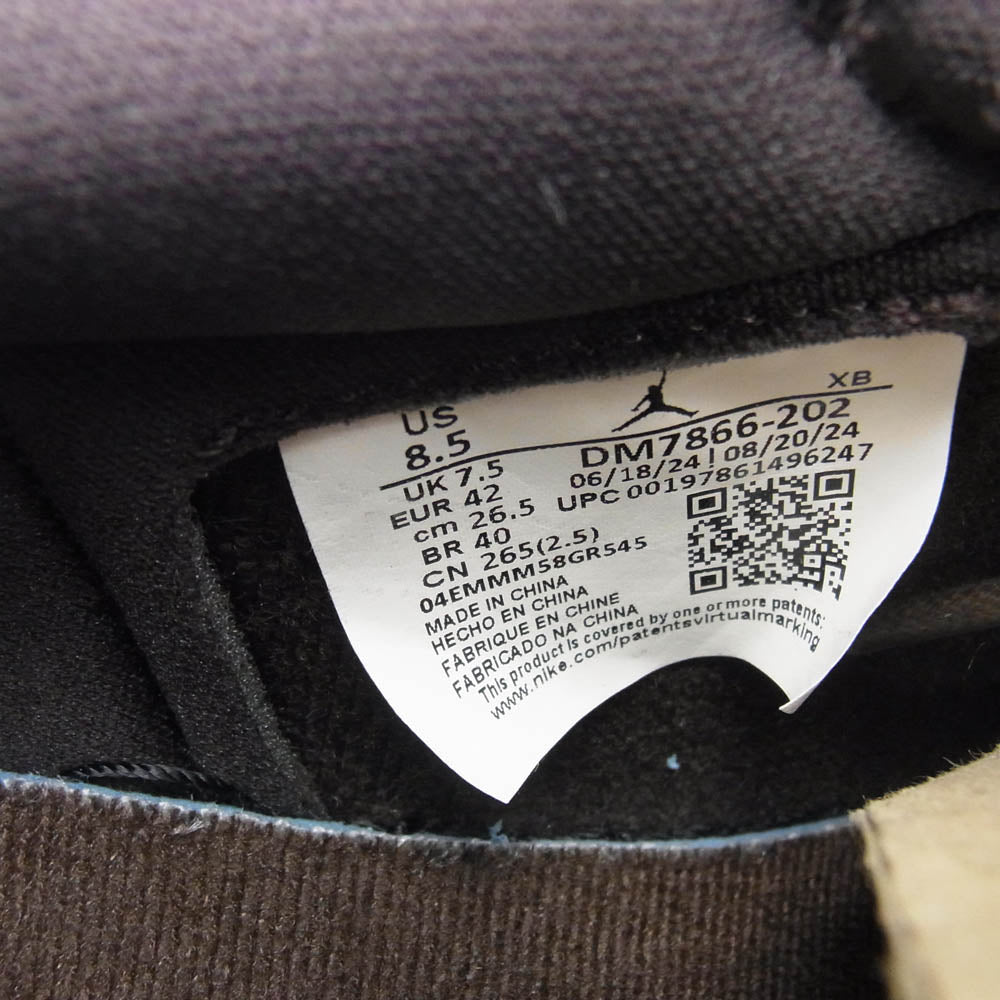 US
8.5
XB
UK 7.5
DM7866-202
EUR 42
06/18/24 | 08/20/24
cm 26.5
UPC 00197861496247
BR 40
CN 265(2.5)
04EMMM58GR545
MADE IN CHINA
HECHO EN CHINA
FABRIQUE EN CHINE
FABRICADO NA CHINA
This product is covered by one or more patents:
www.nike.com/patentsvirtualmarking